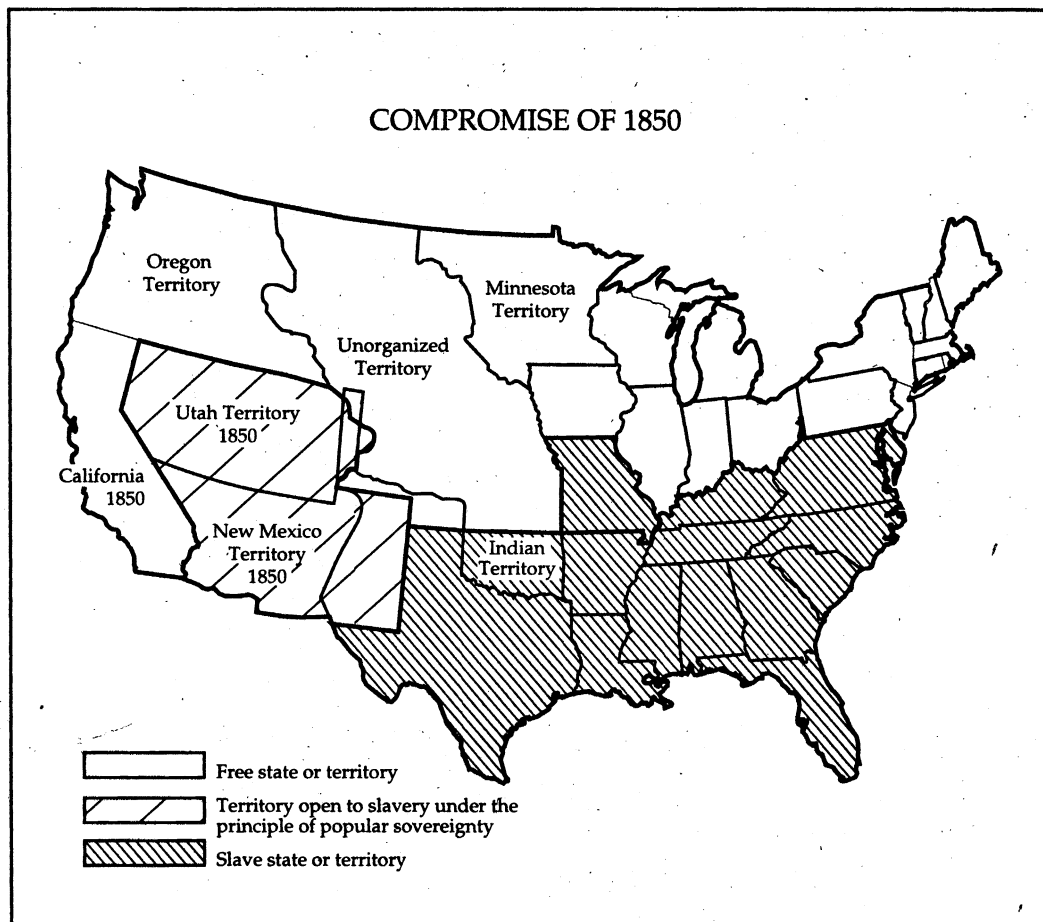 COMPROMISE OF 1850
Oregon
Territory
Minnesota
Territory
Unorganized
Territory
Utah Territory
1850
California
1850
New Mexico
Territory
1850
Indian
Territory
Free state or territory
Territory open to slavery under the
principle of popular sovereignty
Slave state or territory